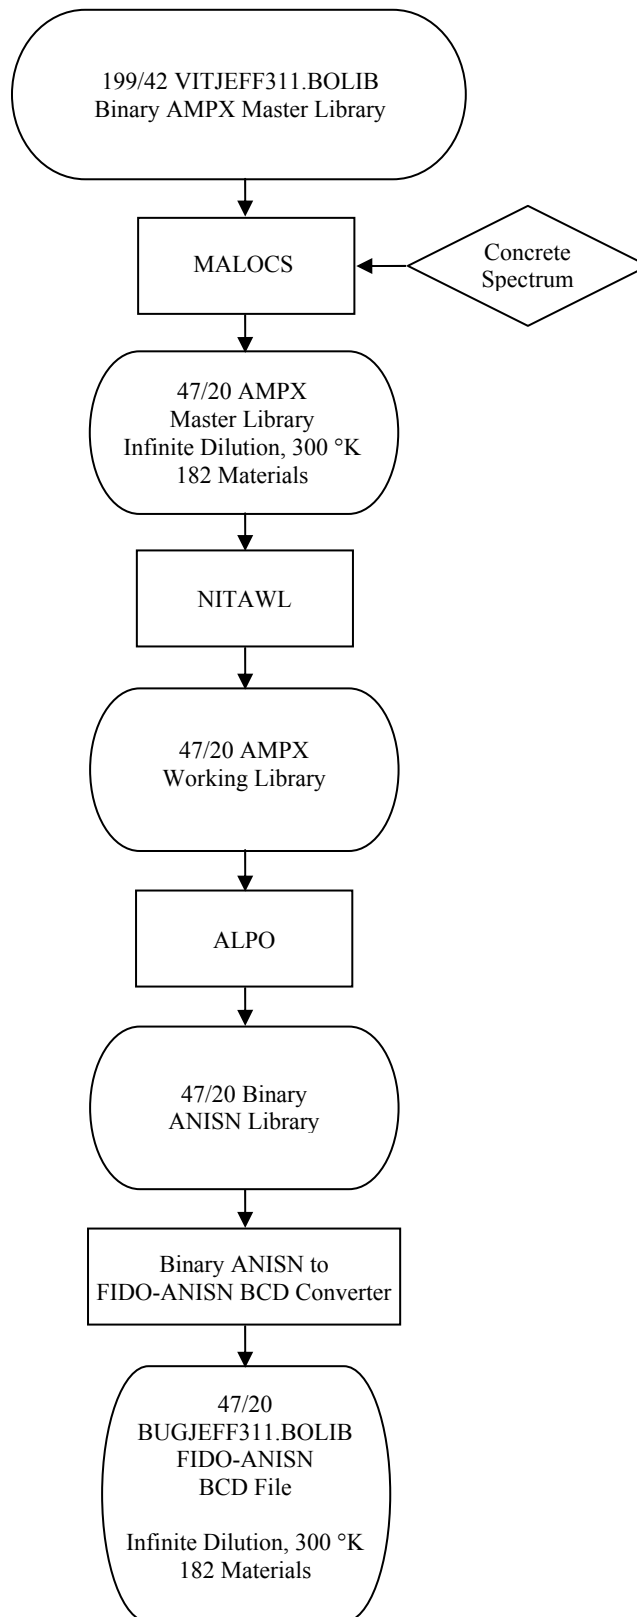 199/42 VITJEFF311.BOLIB
Binary AMPX Master Library
MALOCS
Concrete
Spectrum
47/20 AMPX
Master Library
Infinite Dilution, 300 °K
182 Materials
NITAWL
47/20 AMPX
Working Library
ALPO
47/20 Binary
ANISN Library
Binary ANISN to
FIDO-ANISN BCD Converter
47/20
BUGJEFF311.BOLIB
FIDO-ANISN
BCD File
Infinite Dilution, 300 °K
182 Materials